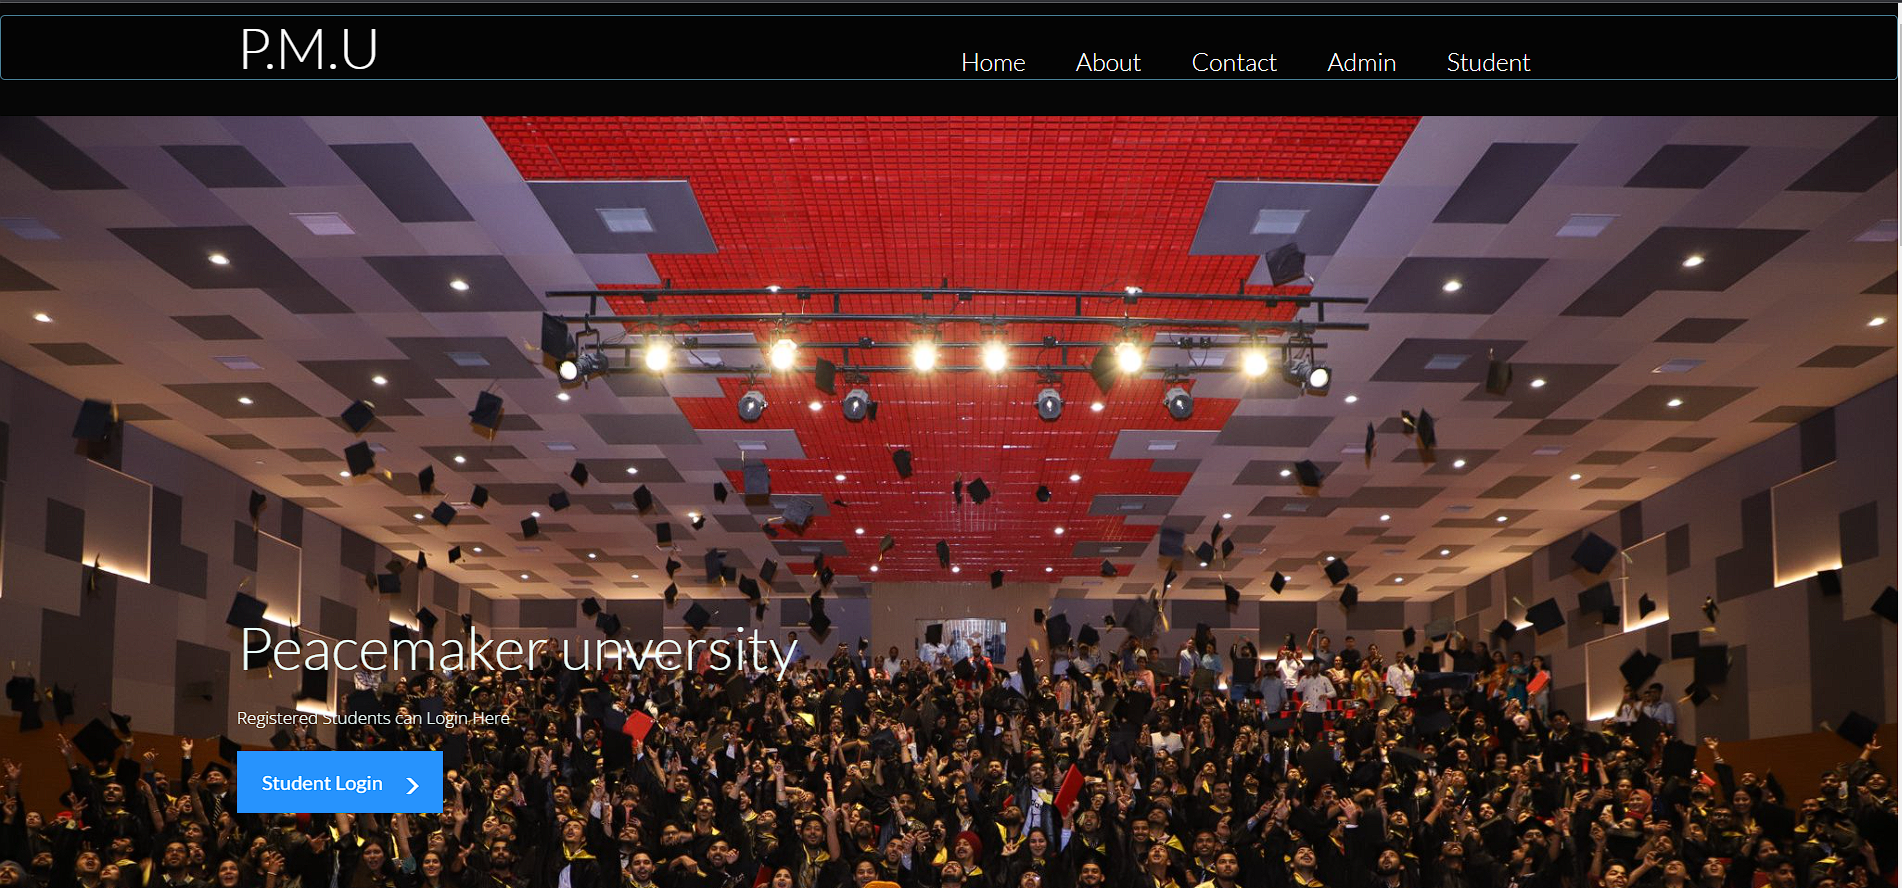 P.M.U
Home About Contact Admin Student
Peacemaker unversity
Registered Students can Login Here
Student Login